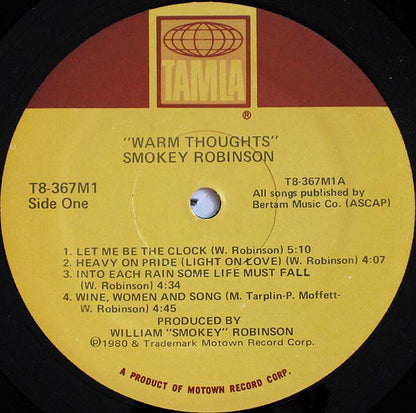 TAMLA
®
"WARM THOUGHTS"
SMOKEY ROBINSON
T8-367M1
Side One
T8-367M1A
All songs published by
Bertam Music Co. (ASCAP)
1. LET ME BE THE CLOCK (W. Robinson) 5:10
2. HEAVY ON PRIDE (LIGHT ON LOVE) (W. Robinson) 4:07
3. INTO EACH RAIN SOME LIFE MUST FALL
(W. Robinson) 4:34
4. WINE, WOMEN AND SONG (M. Tarplin-P. Moffett-
W. Robinson) 4:45
PRODUCED BY
WILLIAM "SMOKEY" ROBINSON
℗1980 & Trademark Motown Record Corp.
A PRODUCT OF MOTOWN RECORD CORP.